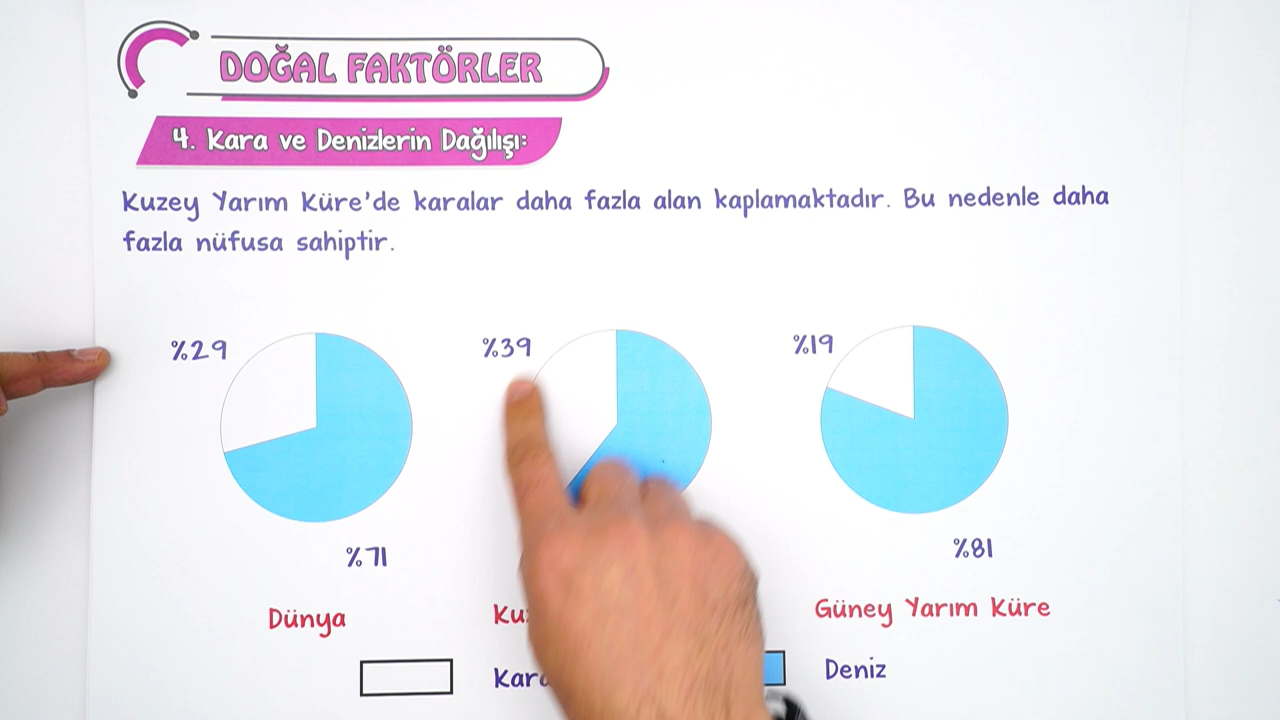 DOĞAL FAKTÖRLER
4. Kara ve Denizlerin Dağılışı:
Kuzey Yarım Küre'de karalar daha fazla alan kaplamaktadır. Bu nedenle daha
fazla nüfusa sahiptir.
%29
%39
%19
%71
%81
Dünya
Güney Yarım Küre
Kara
Deniz